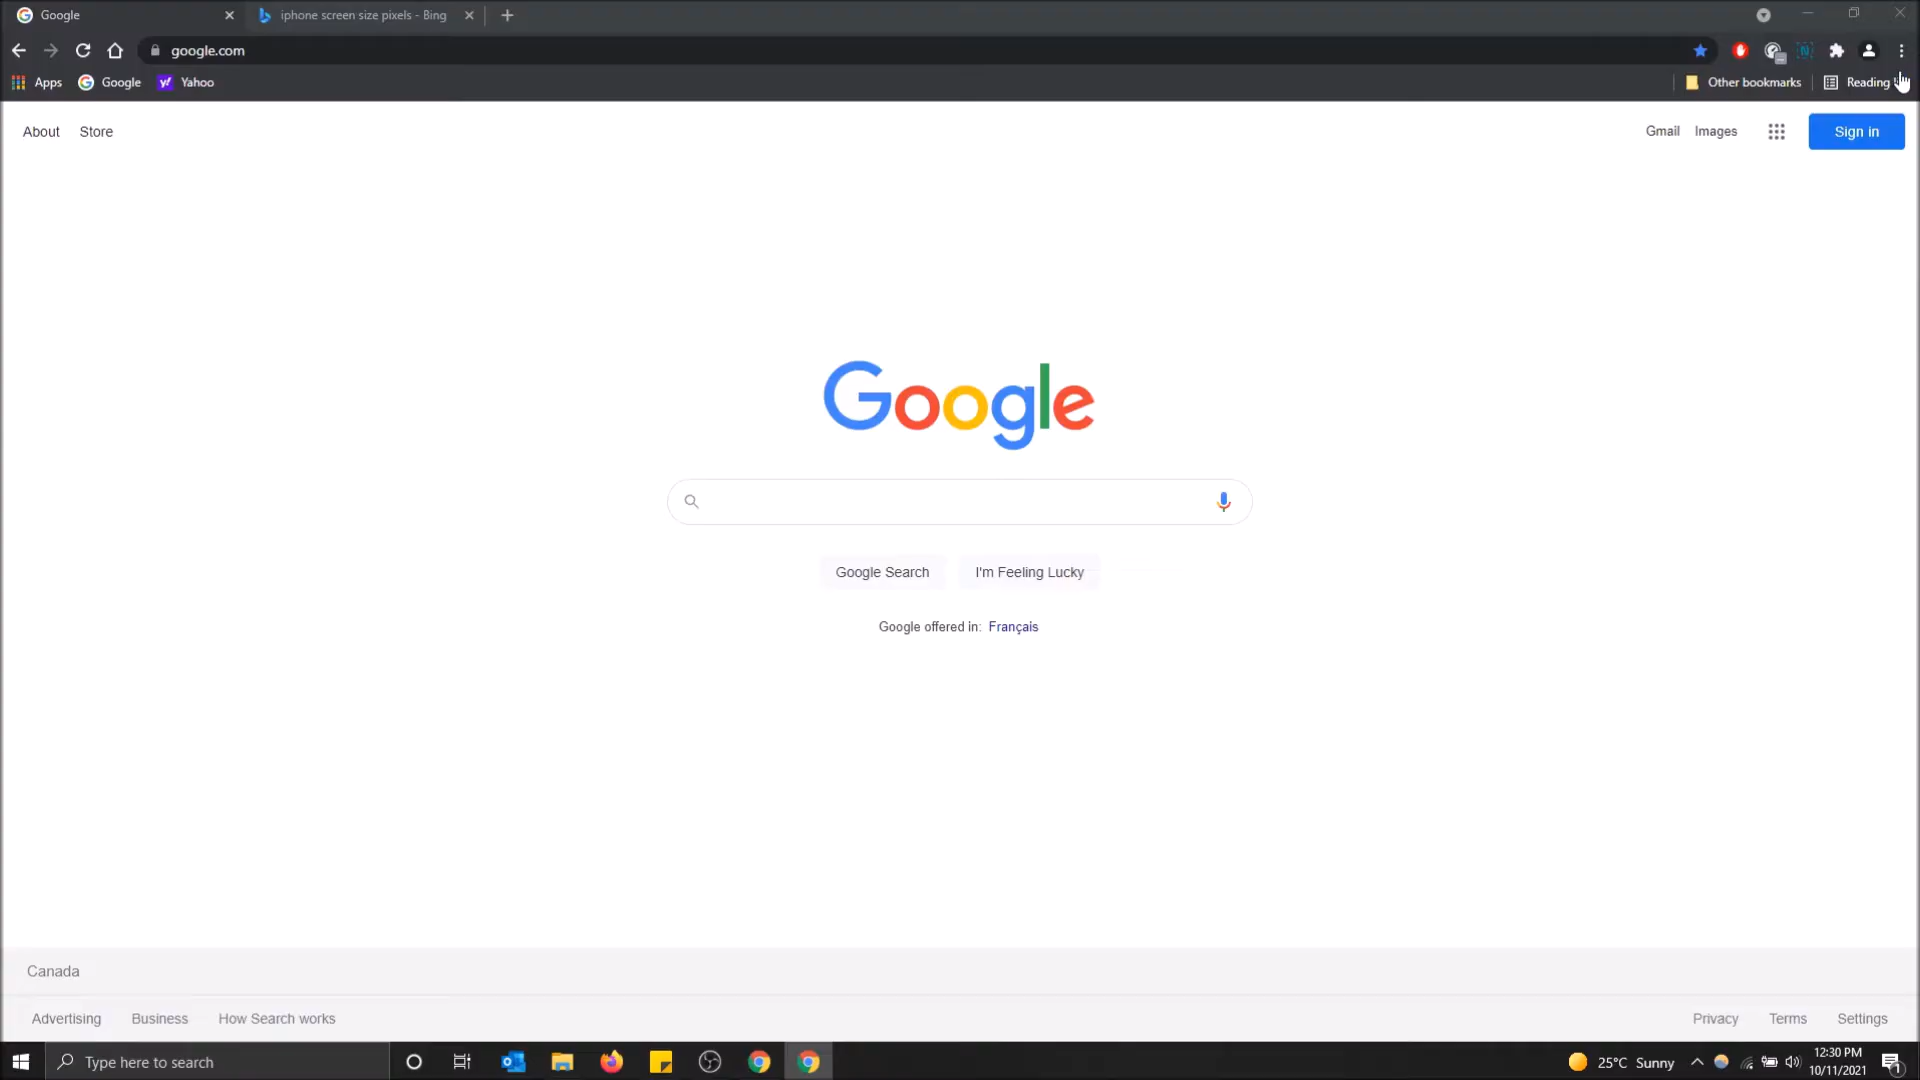 Google
iphone screen size pixels - Bing
google.com
Apps
Google
Yahoo
Other bookmarks
Reading
About
Store
Gmail
Images
Sign in
Google
Google Search
I'm Feeling Lucky
Google offered in: Français
Canada
Advertising
Business
How Search works
Privacy
Terms
Settings
Type here to search
25°C Sunny
12:30 PM
10/11/2021
1